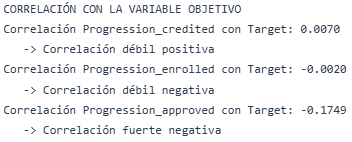 CORRELACIÓN CON LA VARIABLE OBJETIVO
Correlación Progression_credited con Target: 0.0070
-> Correlación débil positiva
Correlación Progression_enrolled con Target: -0.0020
-> Correlación débil negativa
Correlación Progression_approved con Target: -0.1749
-> Correlación fuerte negativa